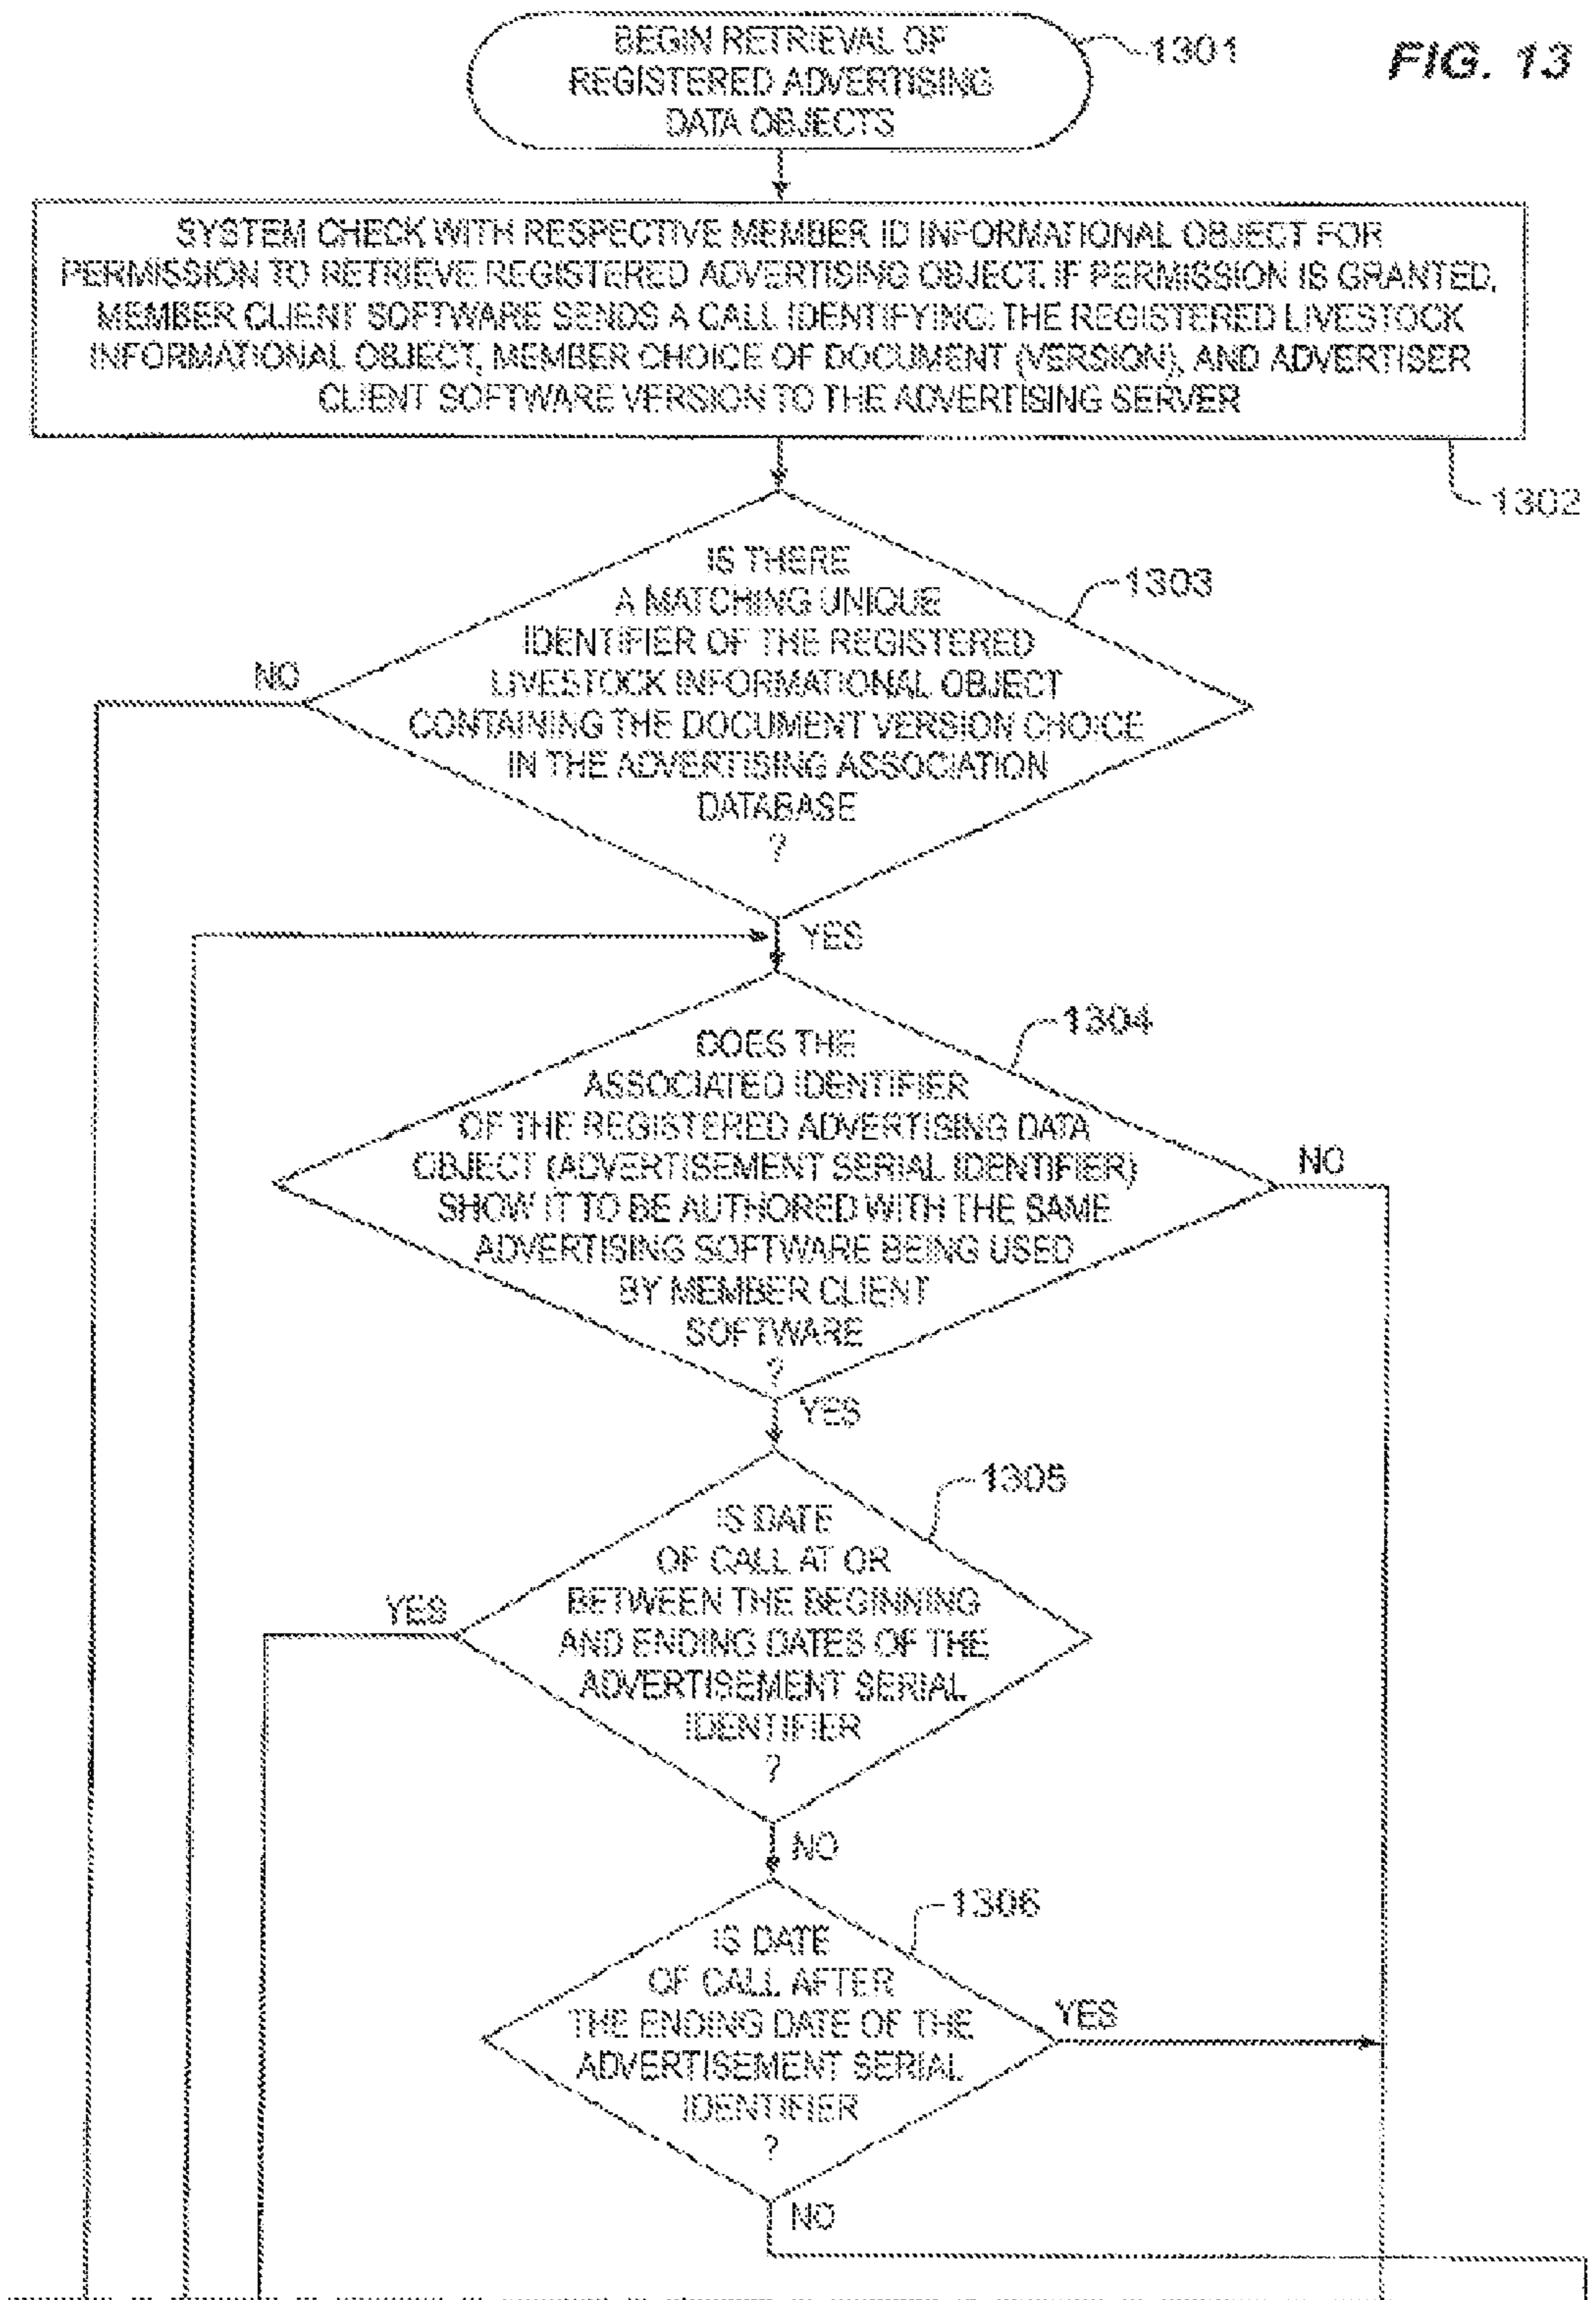 BEGIN RETRIEVAL OF
REGISTERED ADVERTISING
DATA OBJECTS
1301
FIG. 13
SYSTEM CHECK WITH RESPECTIVE MEMBER ID INFORMATIONAL OBJECT FOR
PERMISSION TO RETRIEVE REGISTERED ADVERTISING OBJECT. IF PERMISSION IS GRANTED,
MEMBER CLIENT SOFTWARE SENDS A CALL IDENTIFYING: THE REGISTERED LIVESTOCK
INFORMATIONAL OBJECT, MEMBER CHOICE OF DOCUMENT (VERSION), AND ADVERTISER
CLIENT SOFTWARE VERSION TO THE ADVERTISING SERVER
1302
IS THERE
A MATCHING UNIQUE
IDENTIFIER OF THE REGISTERED
LIVESTOCK INFORMATIONAL OBJECT
CONTAINING THE DOCUMENT VERSION CHOICE
IN THE ADVERTISING ASSOCIATION
DATABASE
?
1303
NO
YES
DOES THE
ASSOCIATED IDENTIFIER
OF THE REGISTERED ADVERTISING DATA
OBJECT (ADVERTISEMENT SERIAL IDENTIFIER)
SHOW IT TO BE AUTHORED WITH THE SAME
ADVERTISING SOFTWARE BEING USED
BY MEMBER CLIENT
SOFTWARE
?
1304
NO
YES
IS DATE
OF CALL AT OR
BETWEEN THE BEGINNING
AND ENDING DATES OF THE
ADVERTISEMENT SERIAL
IDENTIFIER
?
1305
YES
NO
IS DATE
OF CALL AFTER
THE ENDING DATE OF THE
ADVERTISEMENT SERIAL
IDENTIFIER
?
1306
YES
NO